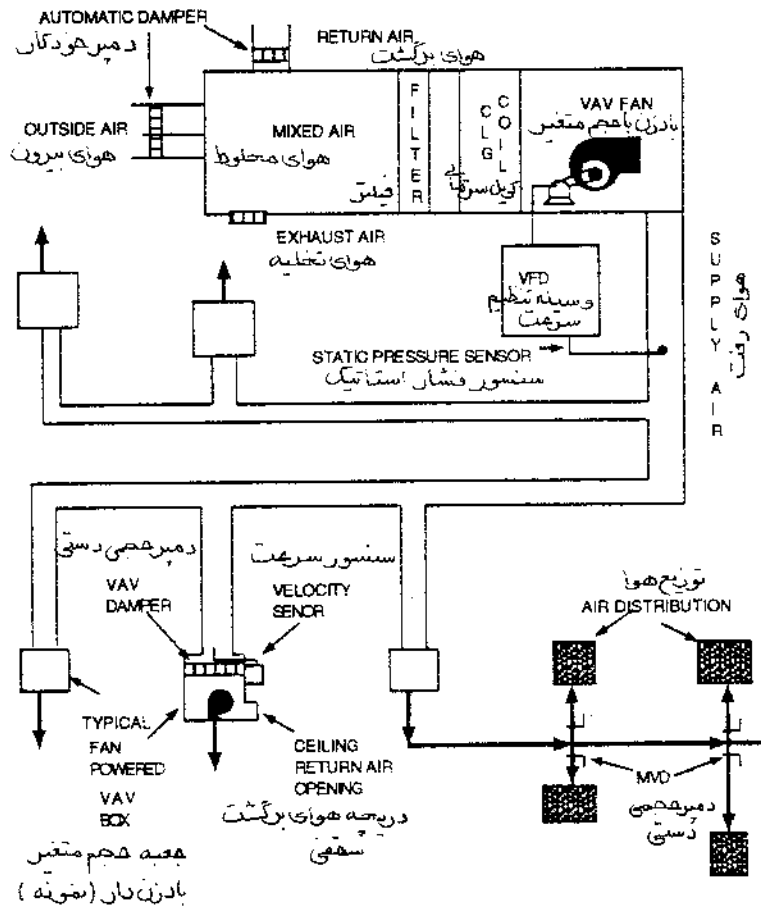 AUTOMATIC DAMPER
دمپر خودکار
RETURN AIR
هوای برگشت
OUTSIDE AIR
هوای بیرون
MIXED AIR
هوای مخلوط
FILTER
فیلتر
CLG
COIL
کویل سرمایی
VAV FAN
بادزن با حجم متغیر
EXHAUST AIR
هوای تخلیه
VFD
وسیله تنظیم
سرعت
STATIC PRESSURE SENSOR
سنسور فشار استاتیک
SUPPLY AIR
هوای رفت
دمپر حجمی دستی
VAV
DAMPER
سنسور سرعت
VELOCITY
SENOR
توزیع هوا
AIR DISTRIBUTION
TYPICAL
FAN
POWERED
VAV
BOX
جعبه حجم متغیر
بادزن دار (نمونه)
CEILING
RETURN AIR
OPENING
دریچه هوای برگشت
سقفی
MVD
دمپر حجمی
دستی